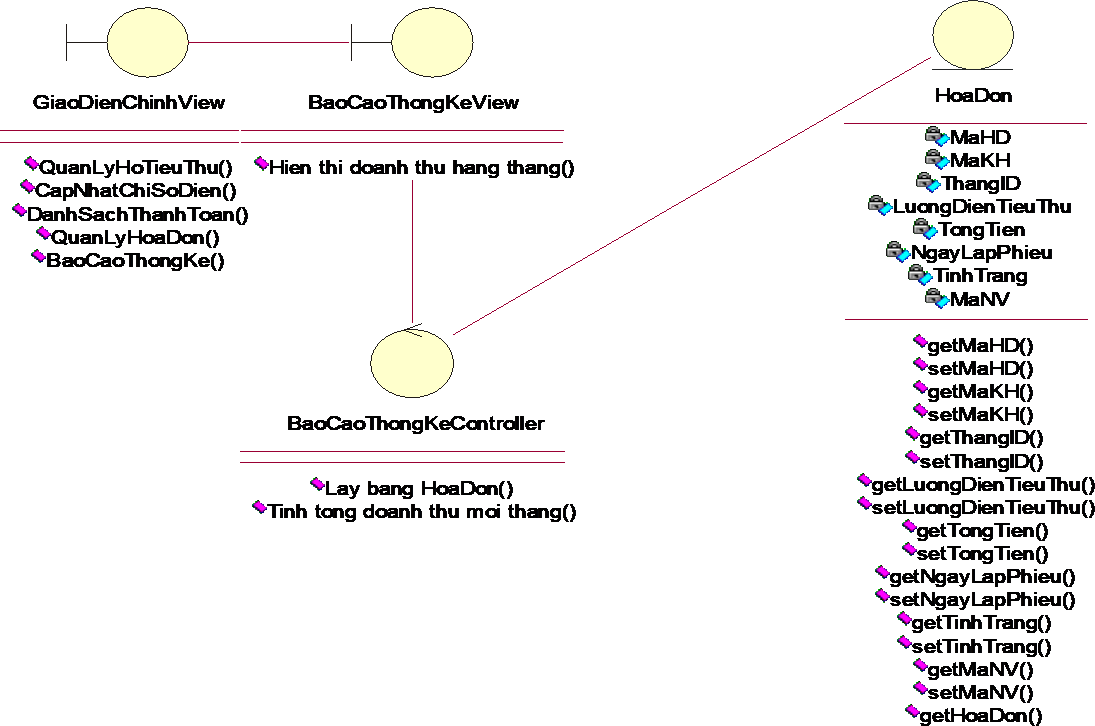 GiaoDienChinhView
QuanLyHoTieuThu()
CapNhatChiSoDien()
DanhSachThanhToan()
QuanLyHoaDon()
BaoCaoThongKe()
BaoCaoThongKeView
Hien thi doanh thu hang thang()
BaoCaoThongKeController
Lay bang HoaDon()
Tinh tong doanh thu moi thang()
HoaDon
MaHD
MaKH
ThangID
LuongDienTieuThu
TongTien
NgayLapPhieu
TinhTrang
MaNV
getMaHD()
setMaHD()
getMaKH()
setMaKH()
getThangID()
setThangID()
getLuongDienTieuThu()
setLuongDienTieuThu()
getTongTien()
setTongTien()
getNgayLapPhieu()
setNgayLapPhieu()
getTinhTrang()
setTinhTrang()
getMaNV()
setMaNV()
getHoaDon()